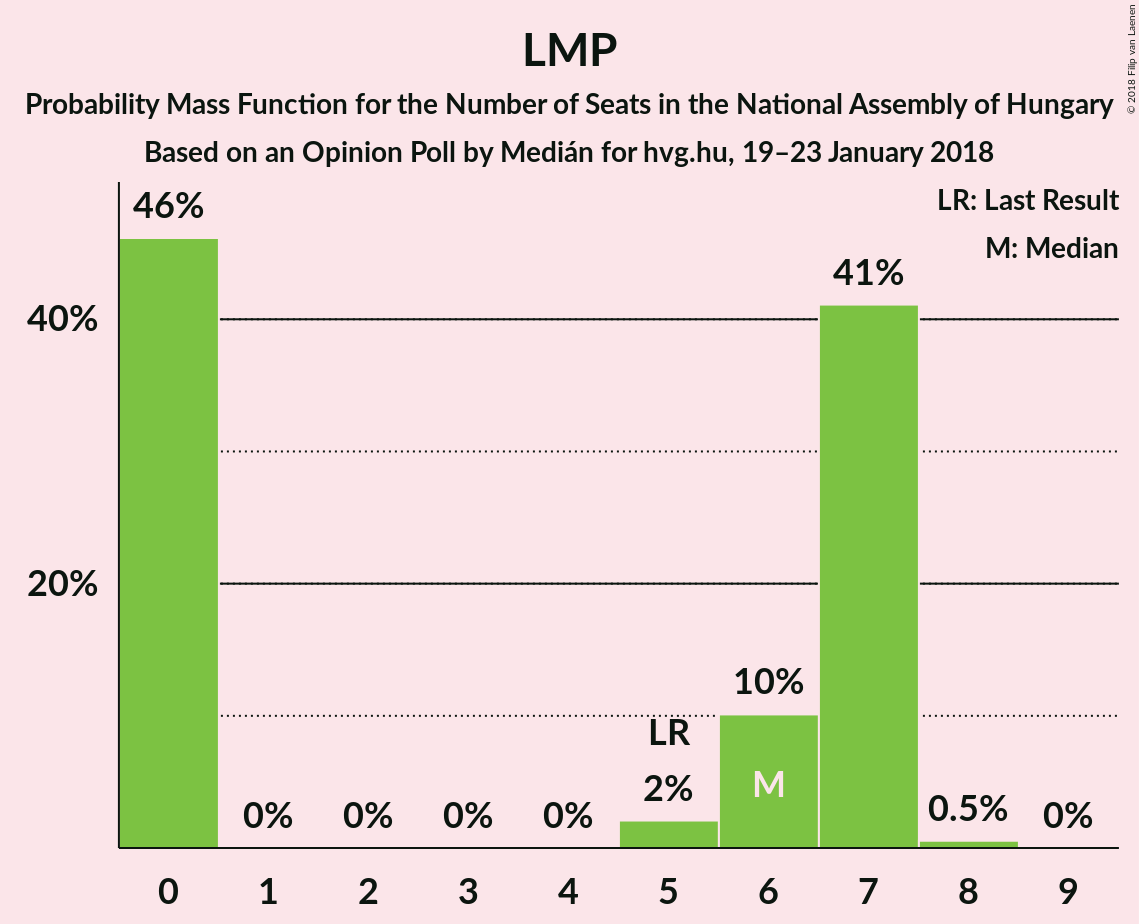 LMP
Probability Mass Function for the Number of Seats in the National Assembly of Hungary
Based on an Opinion Poll by Medián for hvg.hu, 19–23 January 2018
© 2018 Filip van Laenen
LR: Last Result
M: Median
46%
41%
40%
20%
10%
LR
M
2%
0%
0%
0%
0%
0.5%
0%
0 1 2 3 4 5 6 7 8 9